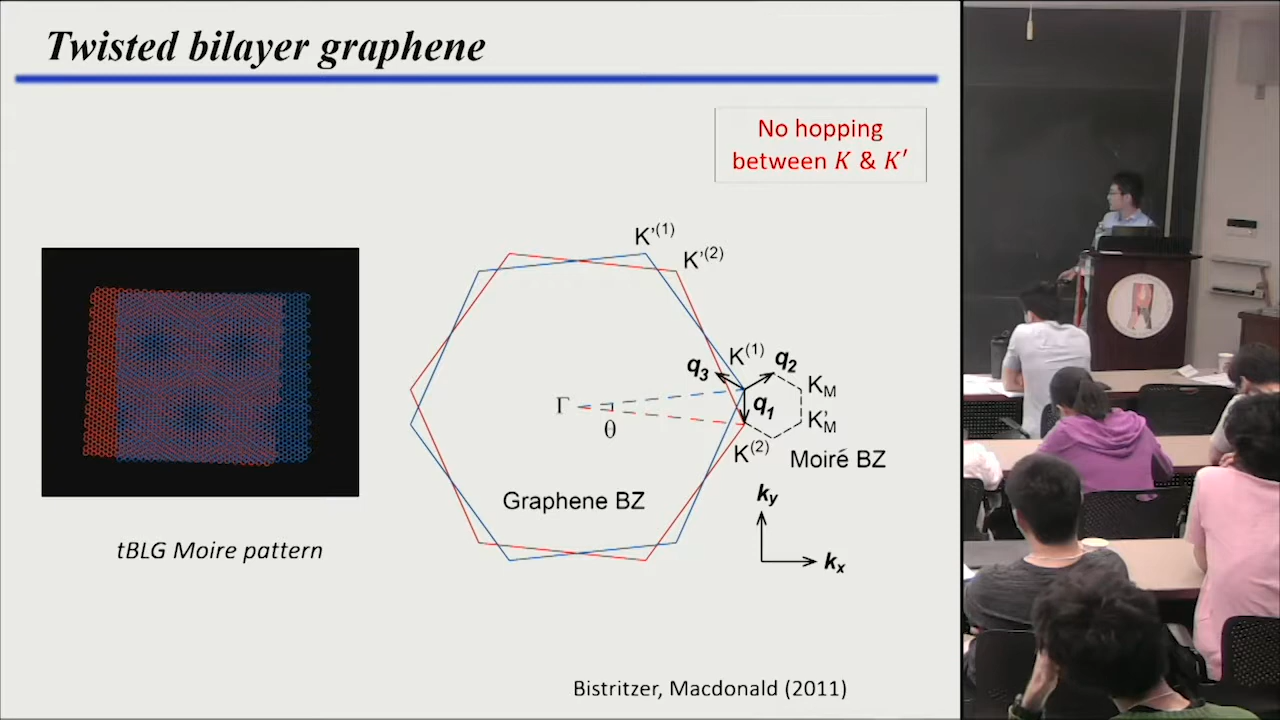 Twisted bilayer graphene
No hopping
between K & K′
K'(1)
K'(2)
K(1)
q2
q3
KM
Γ
q1
K'M
θ
K(2)
Moiré BZ
Graphene BZ
ky
tBLG Moire pattern
kx
Bistritzer, Macdonald (2011)